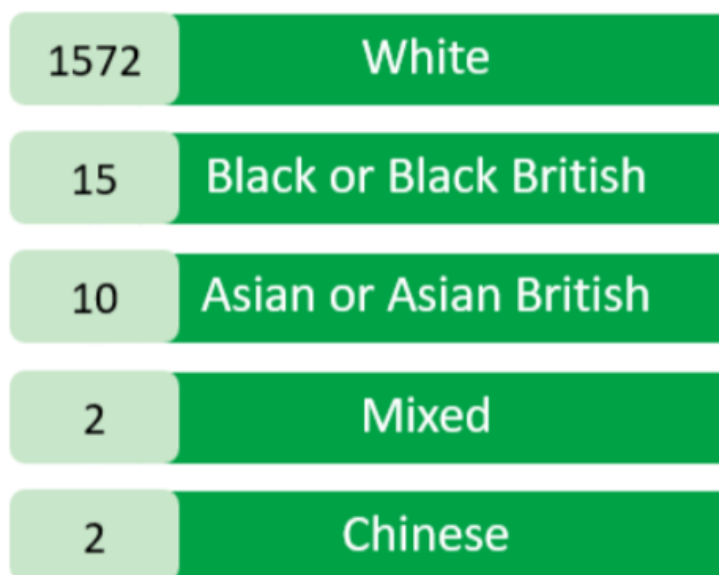 1572 White
15 Black or Black British
10 Asian or Asian British
2 Mixed
2 Chinese